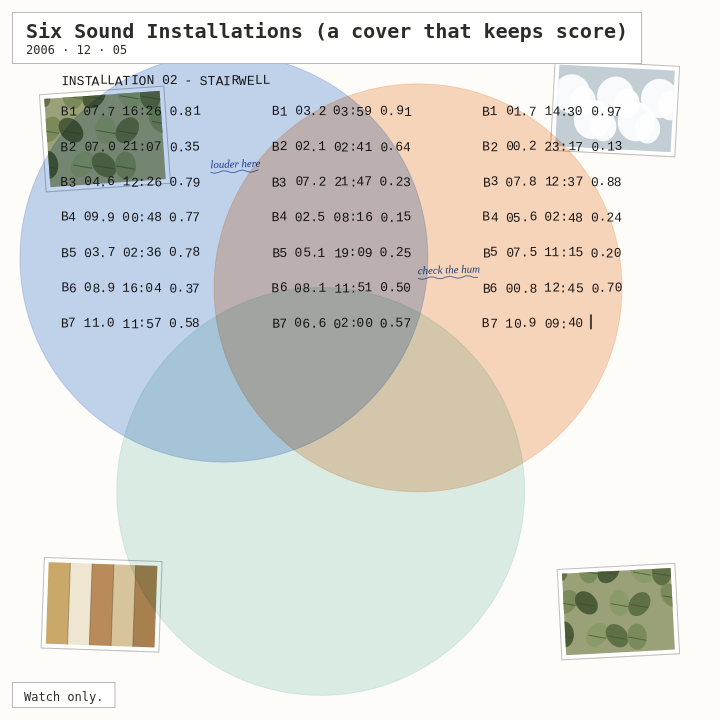 Six Sound Installations (a cover that keeps score)
2006 · 12 · 05
INSTALLATION 02 - STAIRWELL
B1 07.7 16:26 0.81 B1 03.2 03:59 0.91 B1 01.7 14:30 0.97
B2 07.0 21:07 0.35 B2 02.1 02:41 0.64 B2 00.2 23:17 0.13
louder here
B3 04.6 12:26 0.79 B3 07.2 21:47 0.23 B3 07.8 12:37 0.88
B4 09.9 00:48 0.77 B4 02.5 08:16 0.15 B4 05.6 02:48 0.24
B5 03.7 02:36 0.78 B5 05.1 19:09 0.25 B5 07.5 11:15 0.20
check the hum
B6 08.9 16:04 0.37 B6 08.1 11:51 0.50 B6 00.8 12:45 0.70
B7 11.0 11:57 0.58 B7 06.6 02:00 0.57 B7 10.9 09:40
Watch only.